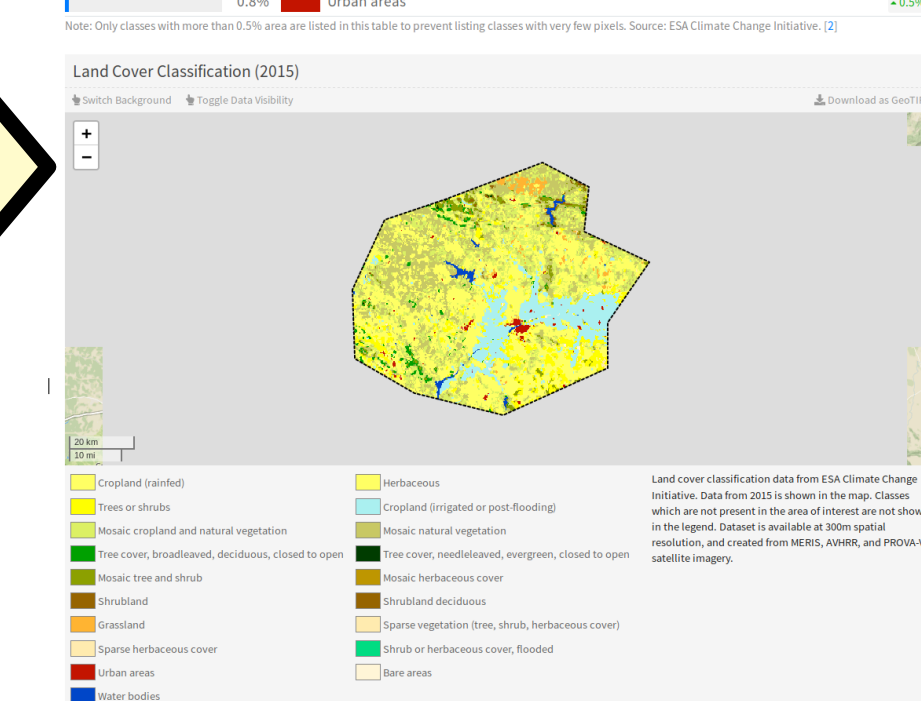 0.8% Urban areas 0.5%
Note: Only classes with more than 0.5% area are listed in this table to prevent listing classes with very few pixels. Source: ESA Climate Change Initiative. [2]
Land Cover Classification (2015)
Switch Background Toggle Data Visibility Download as GeoTI
+
−
20 km
10 mi
Cropland (rainfed) Herbaceous
Trees or shrubs Cropland (irrigated or post-flooding)
Mosaic cropland and natural vegetation Mosaic natural vegetation
Tree cover, broadleaved, deciduous, closed to open Tree cover, needleleaved, evergreen, closed to open
Mosaic tree and shrub Mosaic herbaceous cover
Shrubland Shrubland deciduous
Grassland Sparse vegetation (tree, shrub, herbaceous cover)
Sparse herbaceous cover Shrub or herbaceous cover, flooded
Urban areas Bare areas
Water bodies
Land cover classification data from ESA Climate Change
Initiative. Data from 2015 is shown in the map. Classes
which are not present in the area of interest are not show
in the legend. Dataset is available at 300m spatial
resolution, and created from MERIS, AVHRR, and PROVA-
satellite imagery.